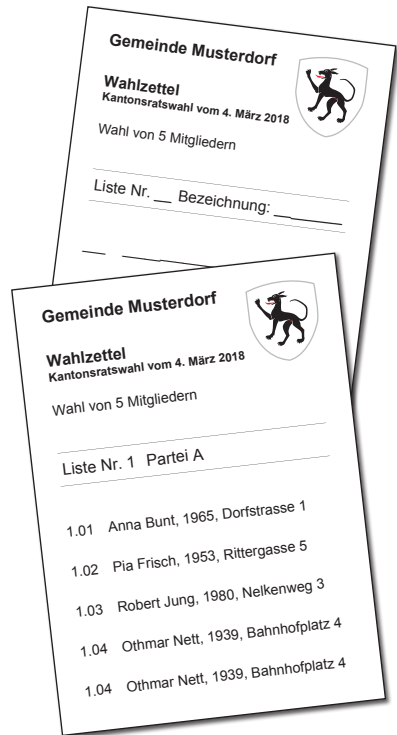 Gemeinde Musterdorf
Wahlzettel
Kantonsratswahl vom 4. März 2018
Wahl von 5 Mitgliedern
Liste Nr. __ Bezeichnung: __ ______
Gemeinde Musterdorf
Wahlzettel
Kantonsratswahl vom 4. März 2018
Wahl von 5 Mitgliedern
Liste Nr. 1 Partei A
1.01 Anna Bunt, 1965, Dorfstrasse 1
1.02 Pia Frisch, 1953, Rittergasse 5
1.03 Robert Jung, 1980, Nelkenweg 3
1.04 Othmar Nett, 1939, Bahnhofplatz 4
1.04 Othmar Nett, 1939, Bahnhofplatz 4